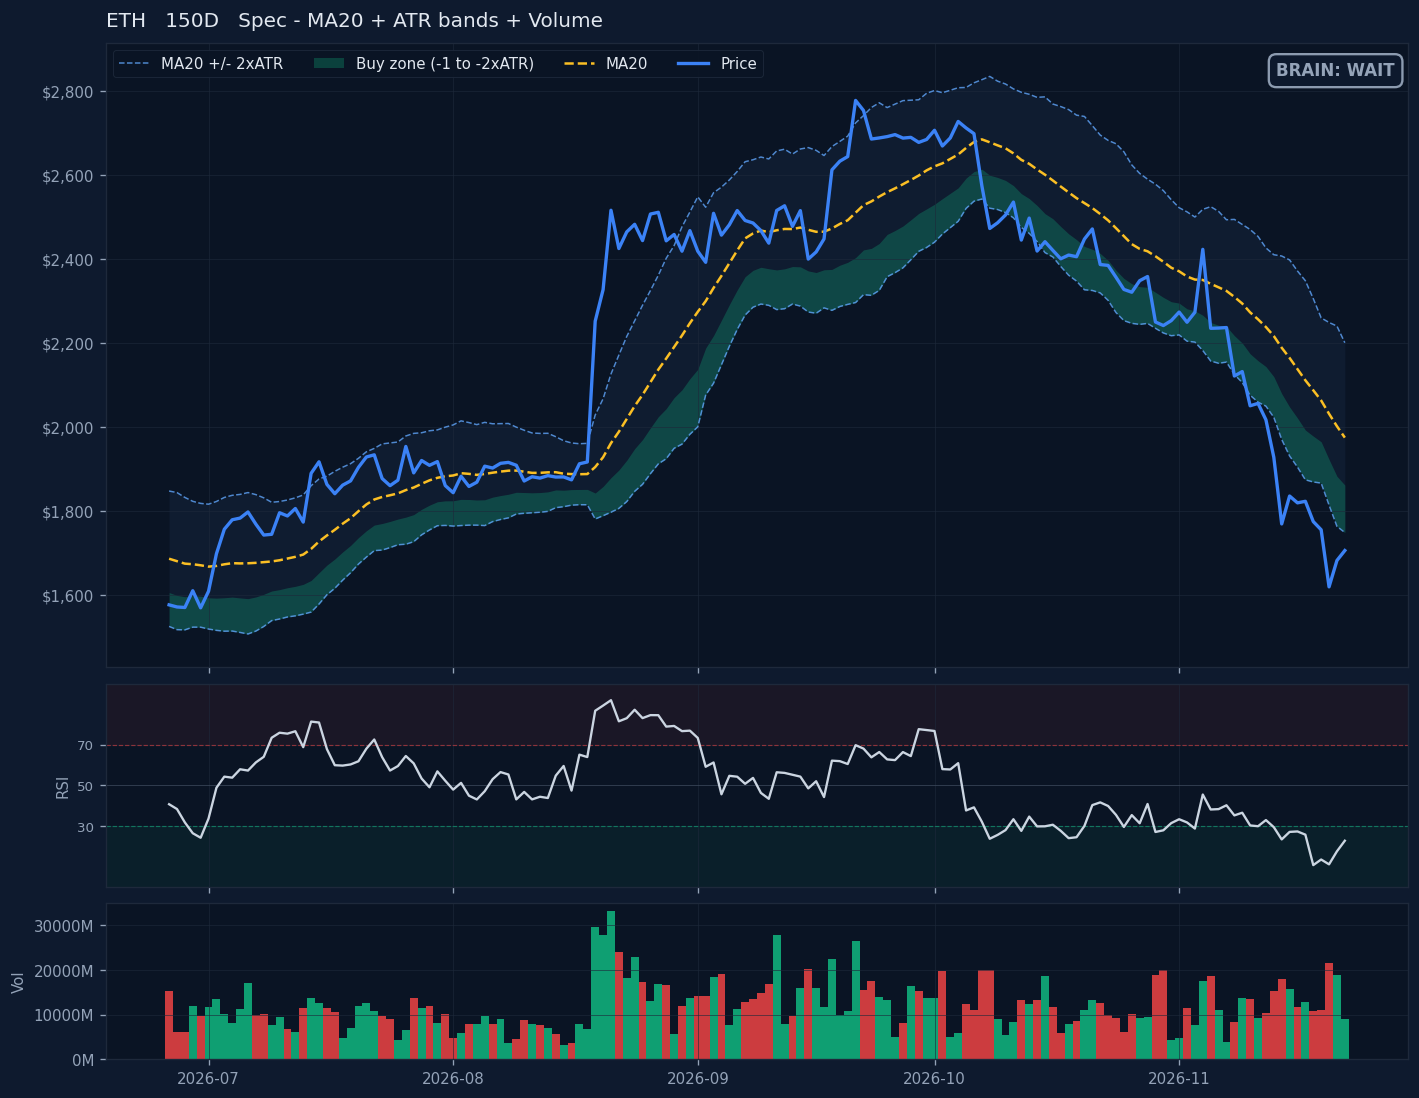 ETH   150D   Spec - MA20 + ATR bands + Volume
MA20 +/- 2xATR
Buy zone (-1 to -2xATR)
MA20
Price
BRAIN: WAIT
$2,800
$2,600
$2,400
$2,200
$2,000
$1,800
$1,600
RSI
70
50
30
Vol
30000M
20000M
10000M
0M
2026-07
2026-08
2026-09
2026-10
2026-11